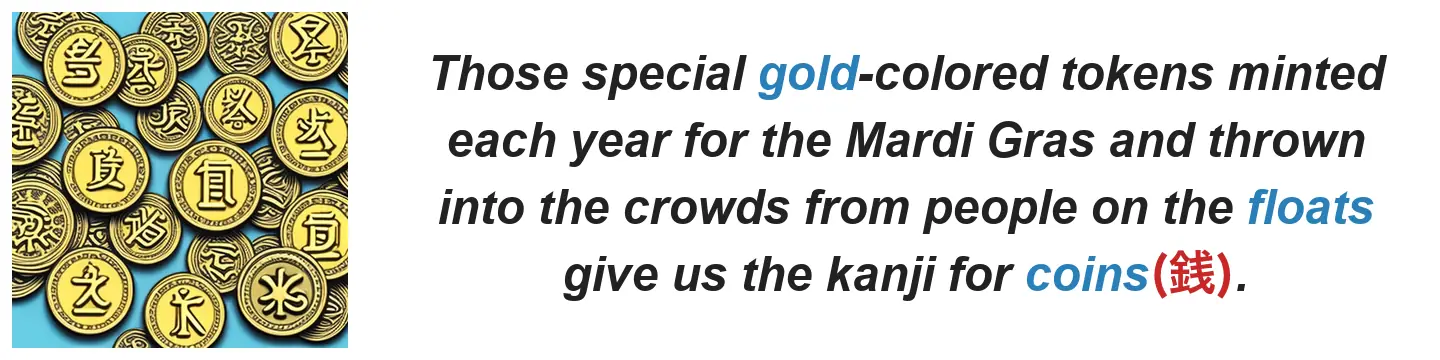 Those special gold-colored tokens minted
each year for the Mardi Gras and thrown
into the crowds from people on the floats
give us the kanji for coins(銭).